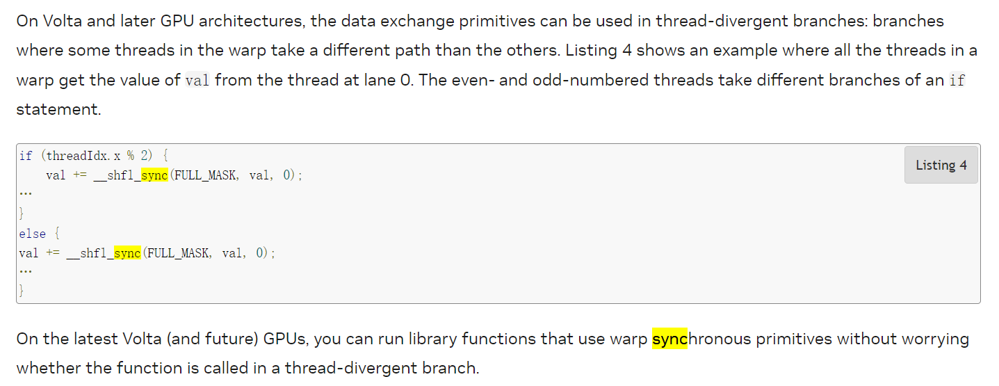 On Volta and later GPU architectures, the data exchange primitives can be used in thread-divergent branches: branches
where some threads in the warp take a different path than the others. Listing 4 shows an example where all the threads in a
warp get the value of val from the thread at lane 0. The even- and odd-numbered threads take different branches of an if
statement.
if (threadIdx.x % 2) {
    val += __shfl_sync(FULL_MASK, val, 0);
Listing 4
…
}
else {
val += __shfl_sync(FULL_MASK, val, 0);
…
}
On the latest Volta (and future) GPUs, you can run library functions that use warp synchronous primitives without worrying
whether the function is called in a thread-divergent branch.